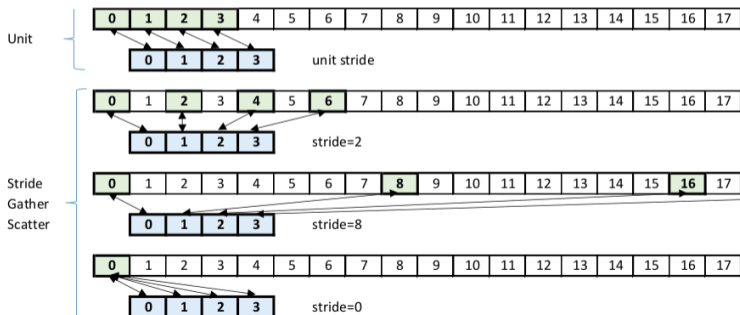 0 1 2 3 4 5 6 7 8 9 10 11 12 13 14 15 16 17
Unit
0 1 2 3 unit stride
0 1 2 3 4 5 6 7 8 9 10 11 12 13 14 15 16 17
0 1 2 3 stride=2
Stride
Gather
Scatter
0 1 2 3 4 5 6 7 8 9 10 11 12 13 14 15 16 17
0 1 2 3 stride=8
0 1 2 3 4 5 6 7 8 9 10 11 12 13 14 15 16 17
0 1 2 3 stride=0